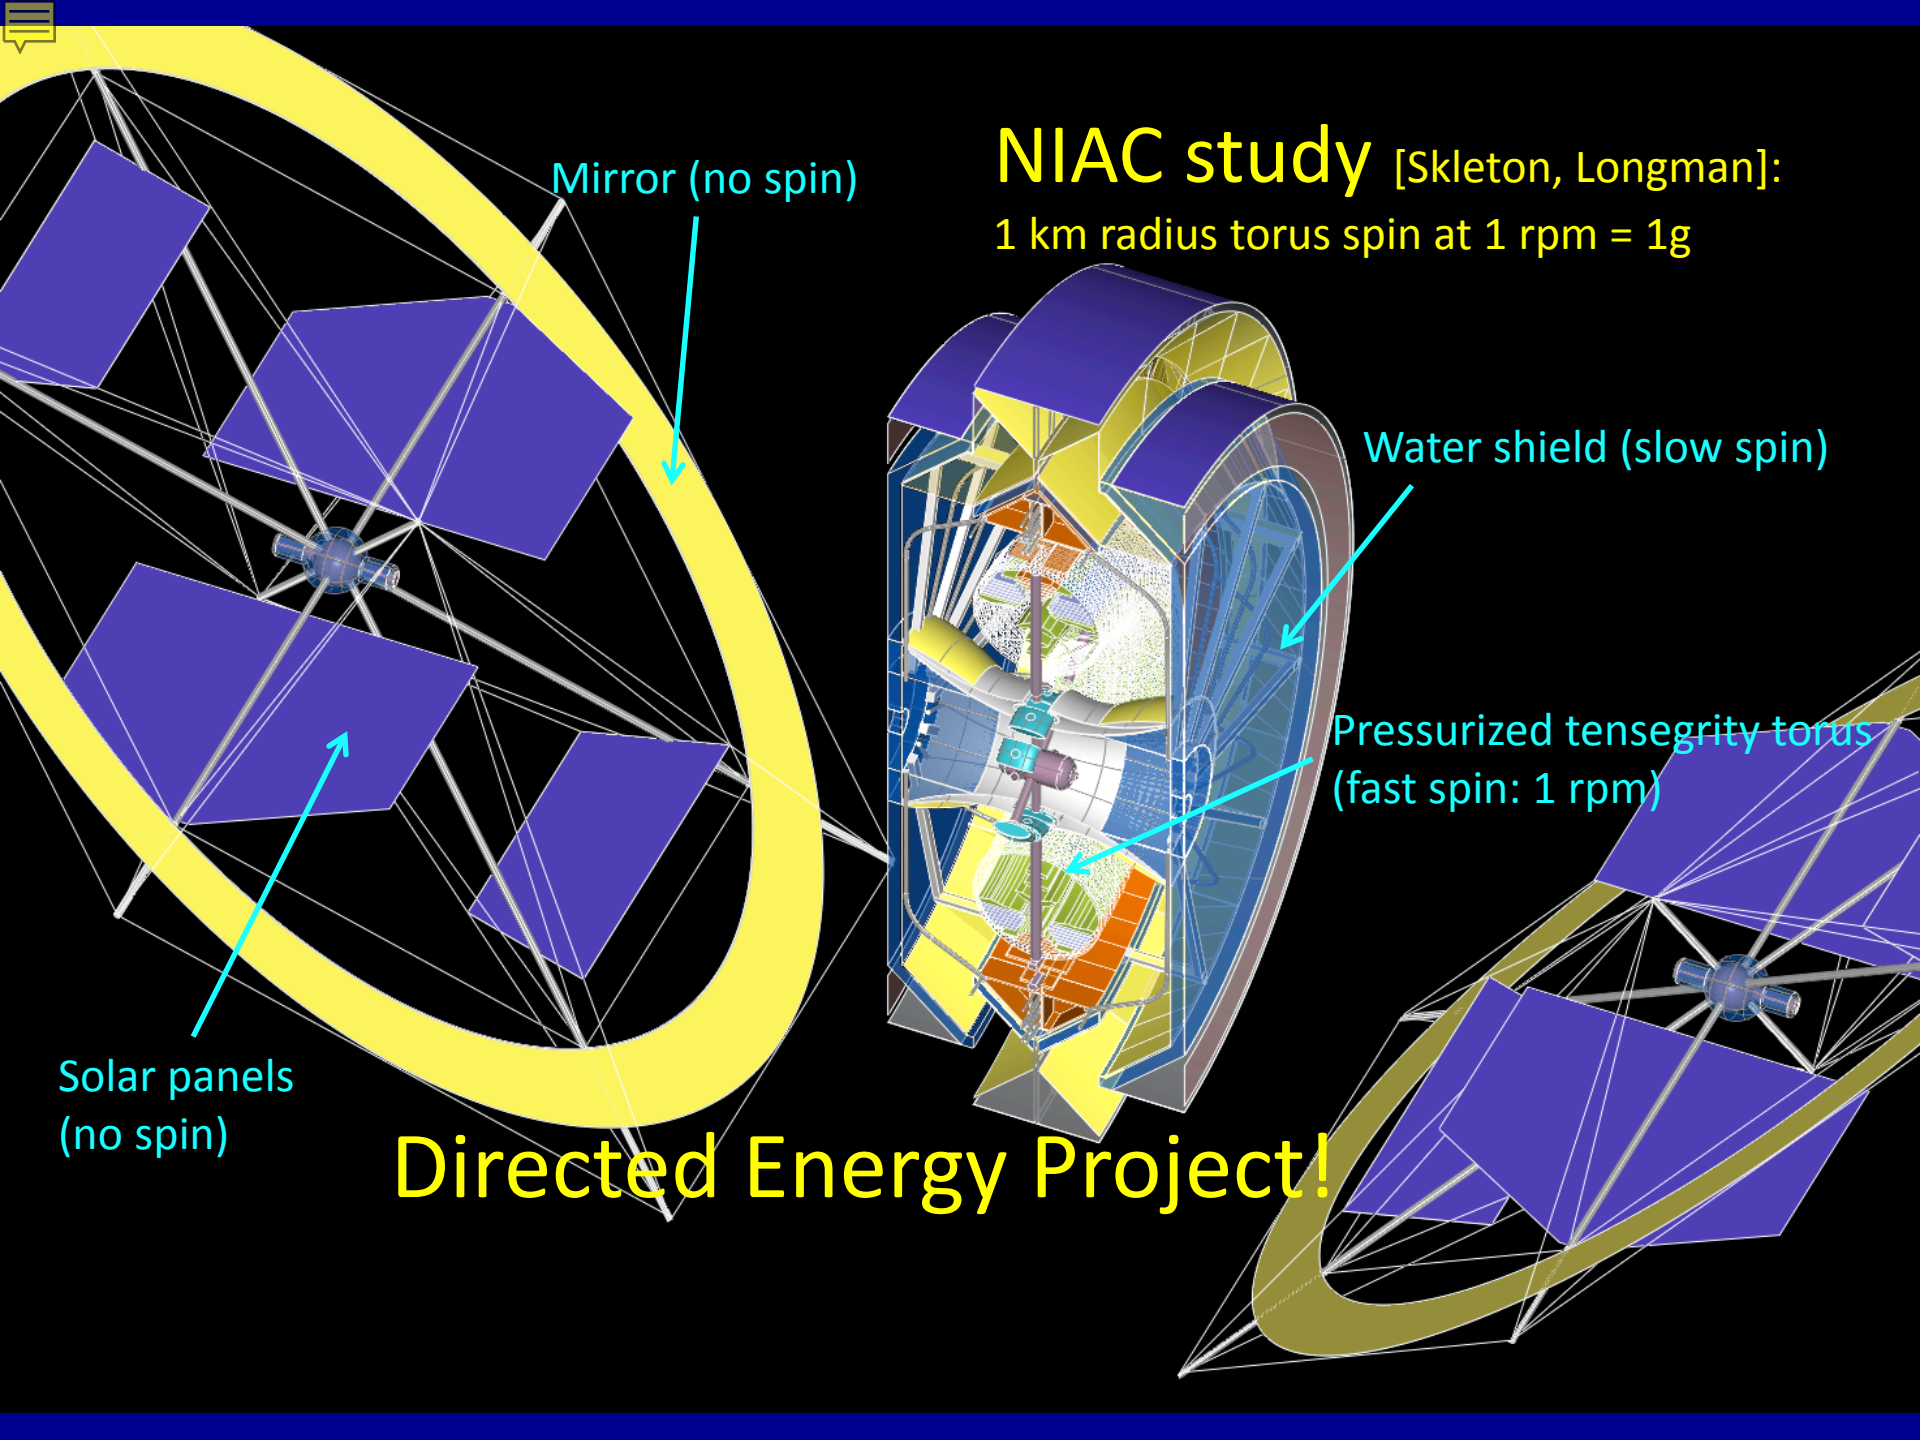 Mirror (no spin)
NIAC study [Skleton, Longman]:
1 km radius torus spin at 1 rpm = 1g
Water shield (slow spin)
Pressurized tensegrity torus
(fast spin: 1 rpm)
Solar panels
(no spin)
Directed Energy Project!